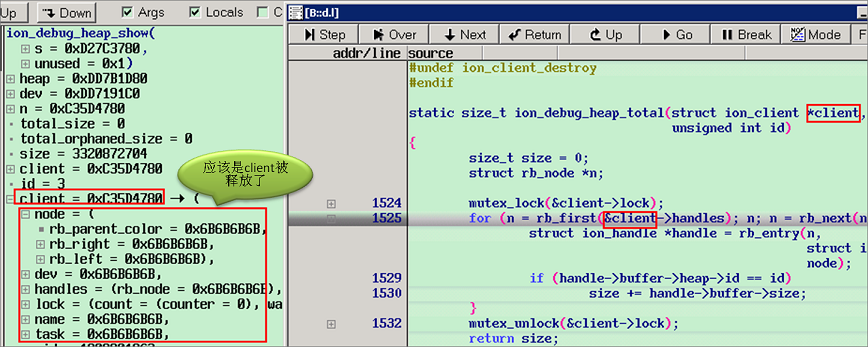 Up Down Args Locals C
ion_debug_heap_show(
s = 0xD27C3780,
unused = 0x1)
heap = 0xDD7B1D80
dev = 0xDD7191C0
n = 0xC35D4780
total_size = 0
total_orphaned_size = 0
size = 3320872704
client = 0xC35D4780
id = 3
client = 0xC35D4780 → (
node = (
rb_parent_color = 0x6B6B6B6B,
rb_right = 0x6B6B6B6B,
rb_left = 0x6B6B6B6B),
dev = 0x6B6B6B6B,
handles = (rb_node = 0x6B6B6B6B
lock = (count = (counter = 0), wa
name = 0x6B6B6B6B,
task = 0x6B6B6B6B,
应该是client被
释放了
[B::d.l]
Step Over Next Return Up Go Break Mode F
addr/line source
#undef ion_client_destroy
#endif
static size_t ion_debug_heap_total(struct ion_client *client,
unsigned int id)
{
size_t size = 0;
struct rb_node *n;
1524 mutex_lock(&client->lock);
1525 for (n = rb_first(&client->handles); n; n = rb_next(n
struct ion_handle *handle = rb_entry(n,
struct i
node);
1529 if (handle->buffer->heap->id == id)
1530 size += handle->buffer->size;
}
1532 mutex_unlock(&client->lock);
return size;